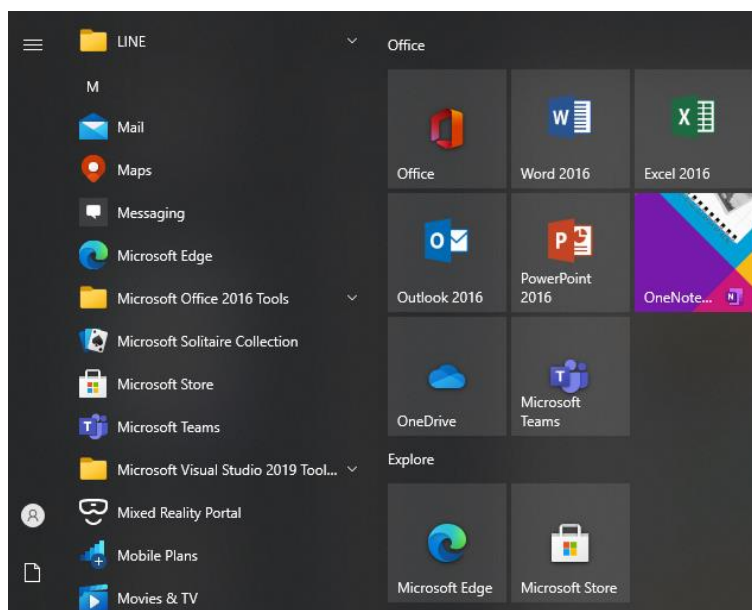 LINE
M
Mail
Maps
Messaging
Microsoft Edge
Microsoft Office 2016 Tools
Microsoft Solitaire Collection
Microsoft Store
Microsoft Teams
Microsoft Visual Studio 2019 Tool...
Mixed Reality Portal
Mobile Plans
Movies & TV
Office
Office
Word 2016
Excel 2016
Outlook 2016
PowerPoint
2016
OneNote...
OneDrive
Microsoft
Teams
Explore
Microsoft Edge
Microsoft Store